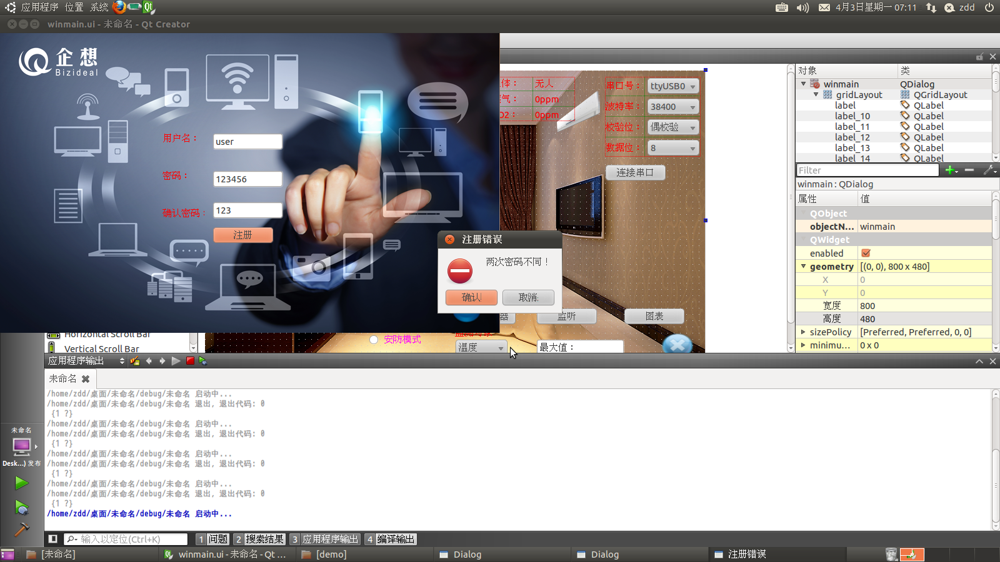 应用程序 位置 系统
4月3日星期一 07:11
zdd
winmain.ui - 未命名 - Qt Creator
企想
Bizideal
用户名：
user
密码：
123456
确认密码：
123
注册
体：
无人
气：
0ppm
O2：
0ppm
串口号：
ttyUSB0
波特率：
38400
校验位：
偶校验
数据位：
8
连接串口
注册错误
两次密码不同！
确认
取消
器
监听
图表
安防模式
温度
最大值：
Horizontal Scroll Bar
Vertical Scroll Bar
对象
类
winmain
QDialog
gridLayout
QGridLayout
label
QLabel
label_10
QLabel
label_11
QLabel
label_12
QLabel
label_13
QLabel
label_14
QLabel
Filter
winmain : QDialog
属性
值
QObject
objectN...
winmain
QWidget
enabled
geometry
[(0, 0), 800 x 480]
X
0
Y
0
宽度
800
高度
480
sizePolicy
[Preferred, Preferred, 0, 0]
minimu...
0 x 0
应用程序输出
未命名
/home/zdd/桌面/未命名/debug/未命名 启动中...
/home/zdd/桌面/未命名/debug/未命名 退出，退出代码: 0
{1 ?}
/home/zdd/桌面/未命名/debug/未命名 启动中...
/home/zdd/桌面/未命名/debug/未命名 退出，退出代码: 0
{1 ?}
/home/zdd/桌面/未命名/debug/未命名 启动中...
/home/zdd/桌面/未命名/debug/未命名 退出，退出代码: 0
{1 ?}
/home/zdd/桌面/未命名/debug/未命名 启动中...
/home/zdd/桌面/未命名/debug/未命名 退出，退出代码: 0
{1 ?}
/home/zdd/桌面/未命名/debug/未命名 启动中...
未命名
Desk...) 发布
输入以定位(Ctrl+K)
1 问题
2 搜索结果
3 应用程序输出
4 编译输出
[未命名]
winmain.ui - 未命名 - Qt ...
[demo]
Dialog
Dialog
注册错误